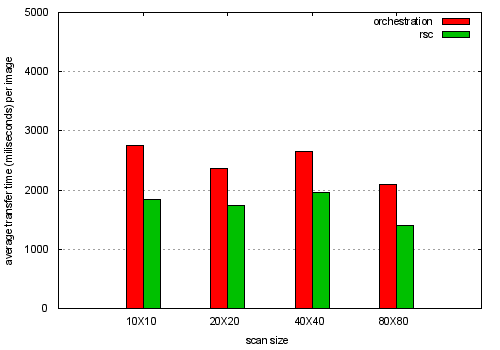 5000
4000
3000
2000
1000
0
average transfer time (miliseconds) per image
orchestration
rsc
10X10
20X20
40X40
80X80
scan size